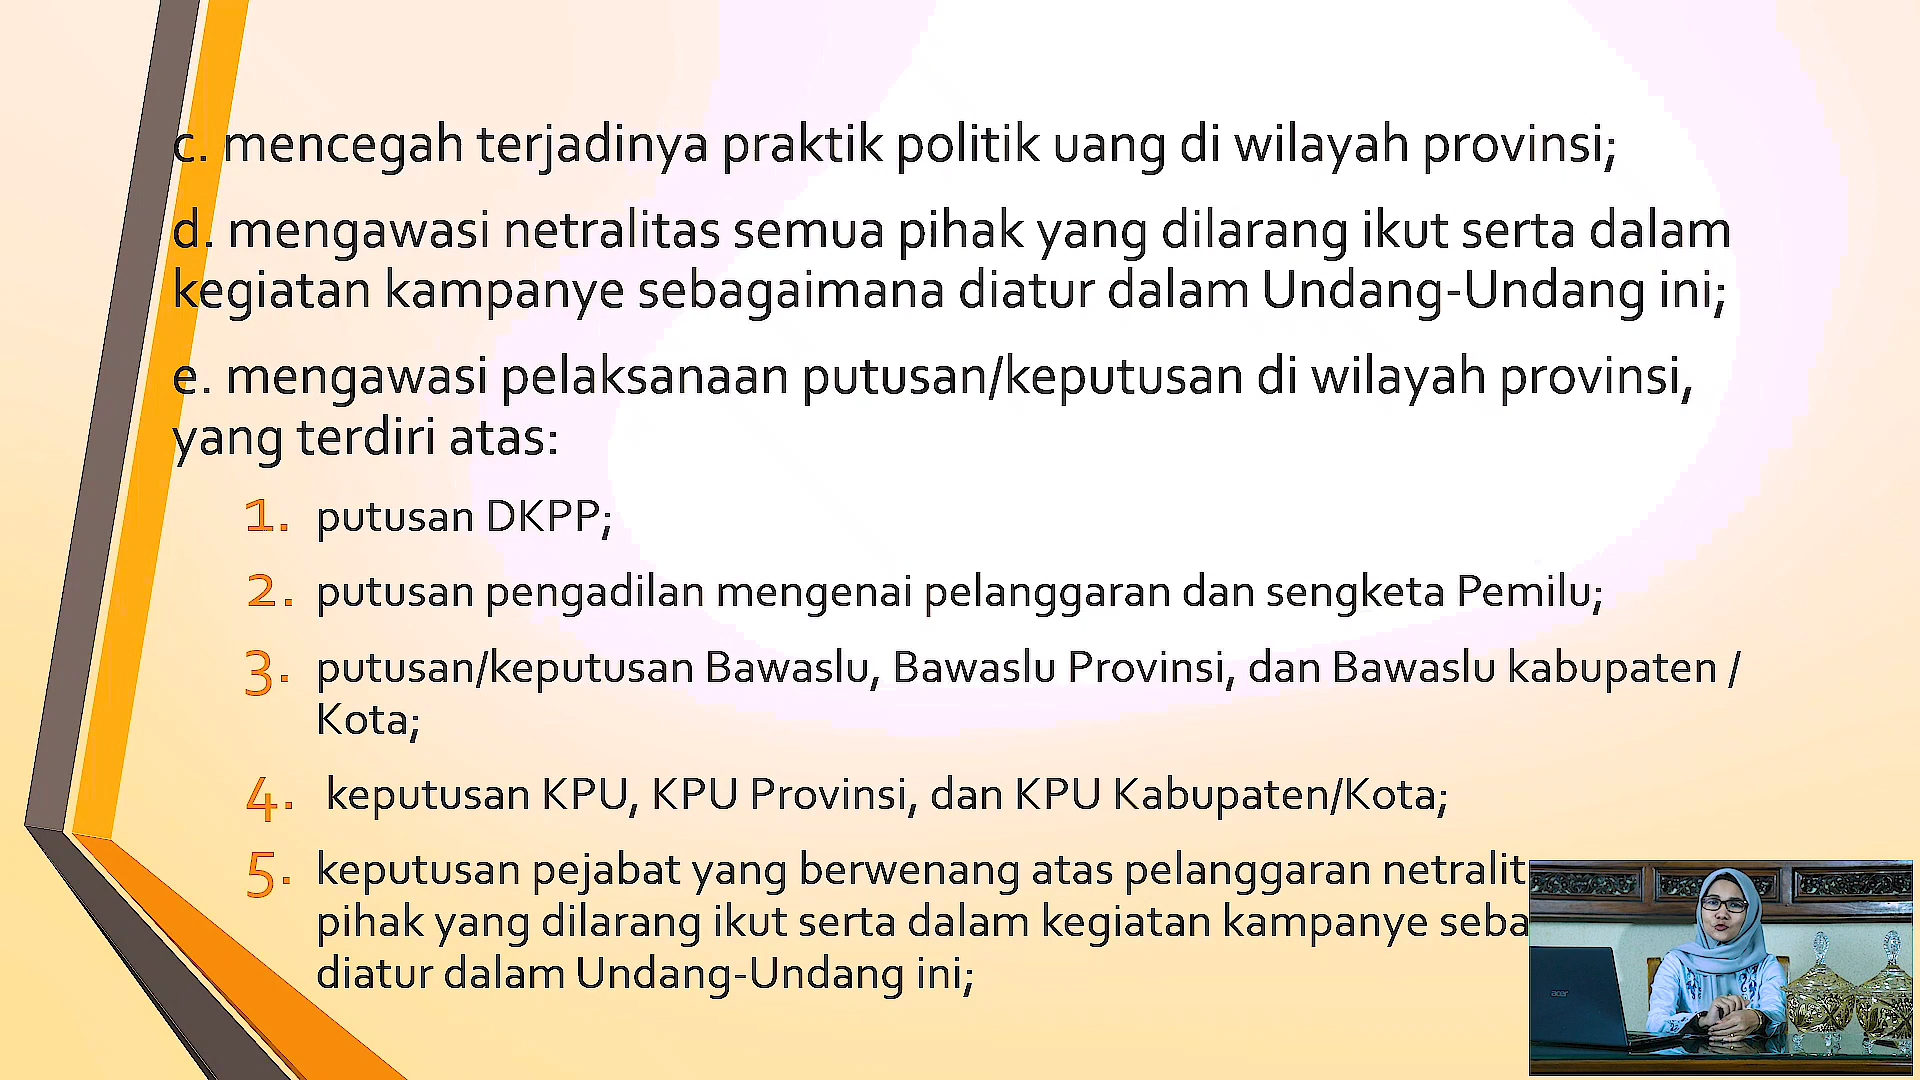 c. mencegah terjadinya praktik politik uang di wilayah provinsi;
d. mengawasi netralitas semua pihak yang dilarang ikut serta dalam
kegiatan kampanye sebagaimana diatur dalam Undang-Undang ini;
e. mengawasi pelaksanaan putusan/keputusan di wilayah provinsi,
yang terdiri atas:
1. putusan DKPP;
2. putusan pengadilan mengenai pelanggaran dan sengketa Pemilu;
3. putusan/keputusan Bawaslu, Bawaslu Provinsi, dan Bawaslu kabupaten /
Kota;
4. keputusan KPU, KPU Provinsi, dan KPU Kabupaten/Kota;
5. keputusan pejabat yang berwenang atas pelanggaran
pihak yang dilarang ikut serta dalam kegiatan kampanye
diatur dalam Undang-Undang ini;
acer